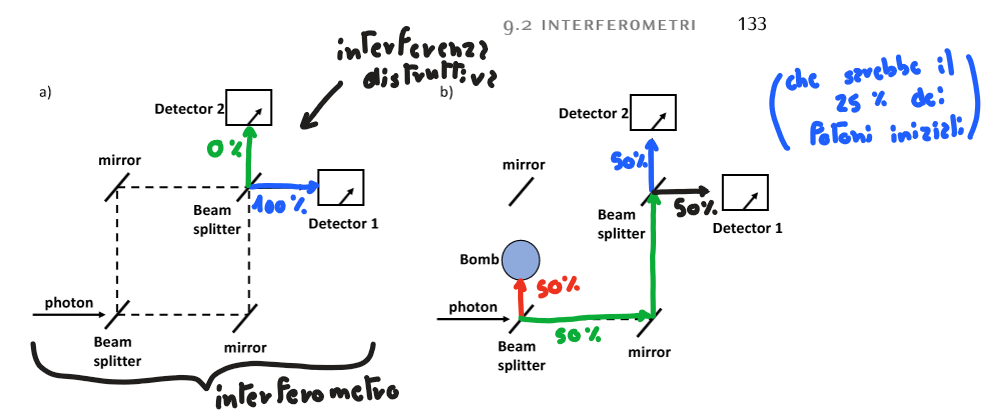 9.2 INTERFEROMETRI 133
interferenza
distruttiva
(che sarebbe il
25 % dei
fotoni iniziali)
a)
Detector 2
0%
mirror
Beam
splitter
100%
Detector 1
photon
Beam
splitter
mirror
interferometro
b)
Detector 2
50%
mirror
Beam
splitter
50%
Detector 1
Bomb
50%
photon
50%
Beam
splitter
mirror